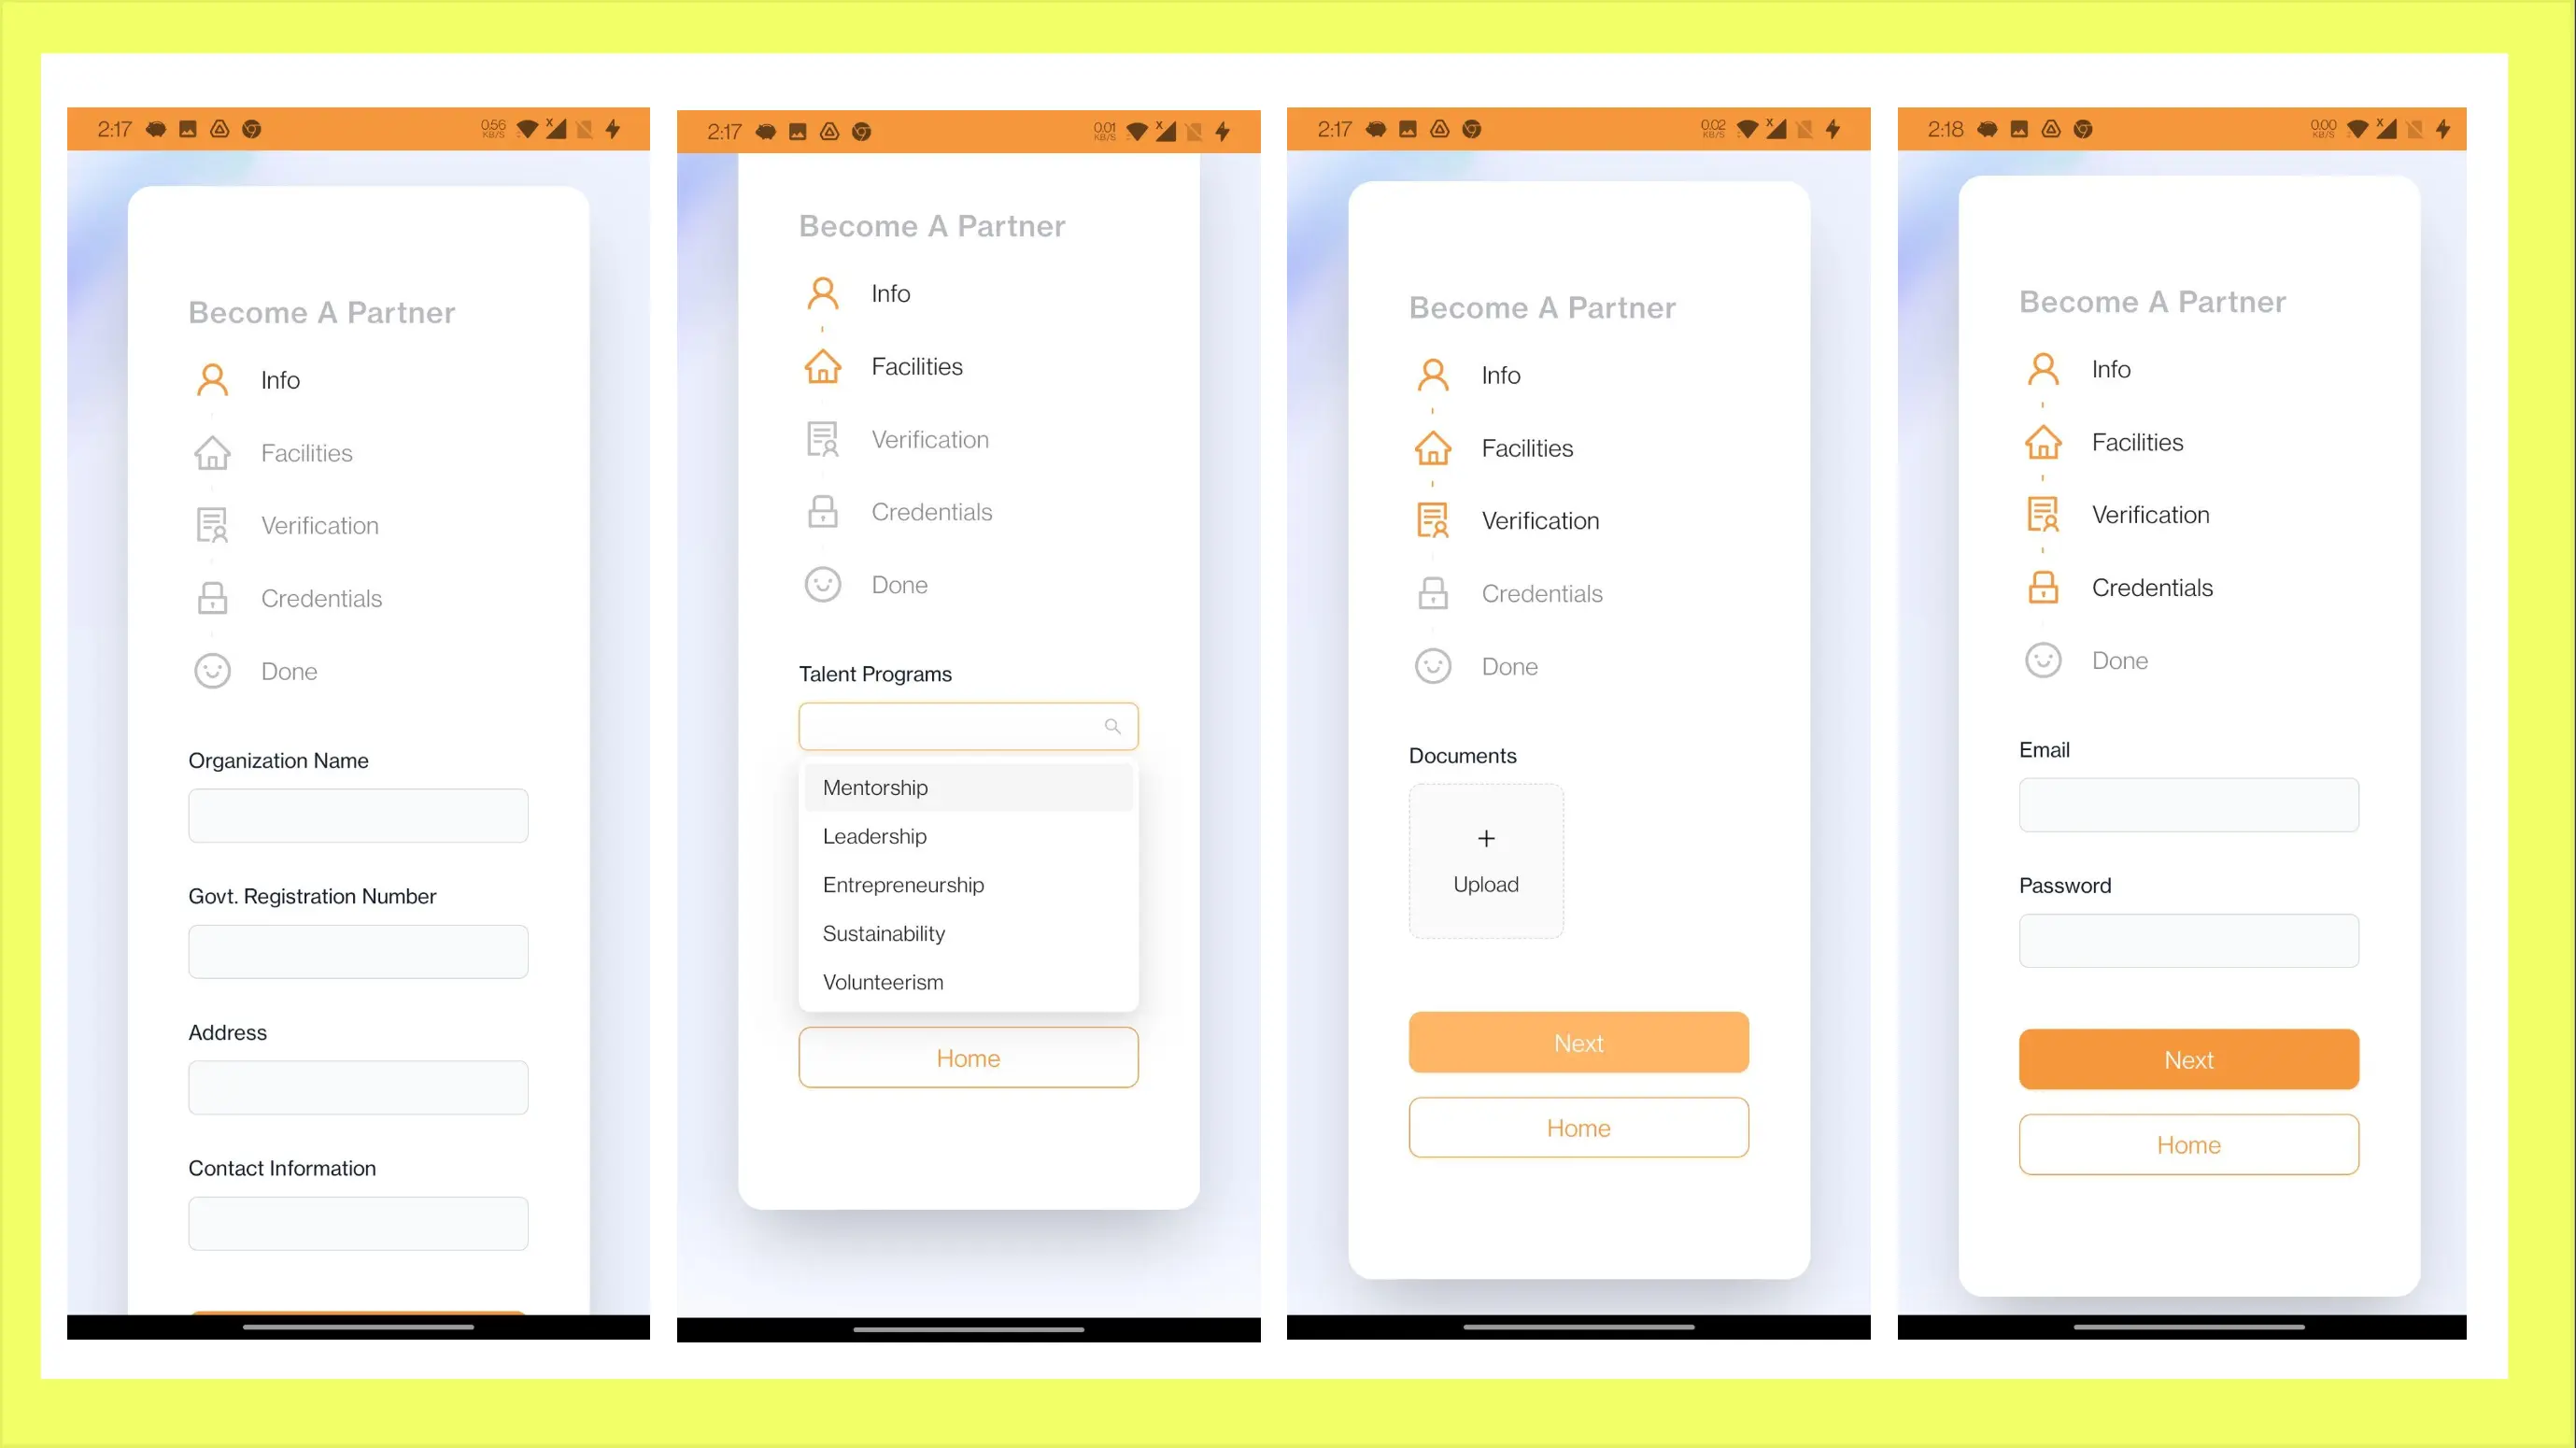 2:17
0.56
KB/S
X
Become A Partner
Info
Facilities
Verification
Credentials
Done
Organization Name
Govt. Registration Number
Address
Contact Information
2:17
0.01
KB/S
X
Become A Partner
Info
Facilities
Verification
Credentials
Done
Talent Programs
Mentorship
Leadership
Entrepreneurship
Sustainability
Volunteerism
Home
2:17
0.02
KB/S
X
Become A Partner
Info
Facilities
Verification
Credentials
Done
Documents
+
Upload
Next
Home
2:18
0.00
KB/S
X
Become A Partner
Info
Facilities
Verification
Credentials
Done
Email
Password
Next
Home